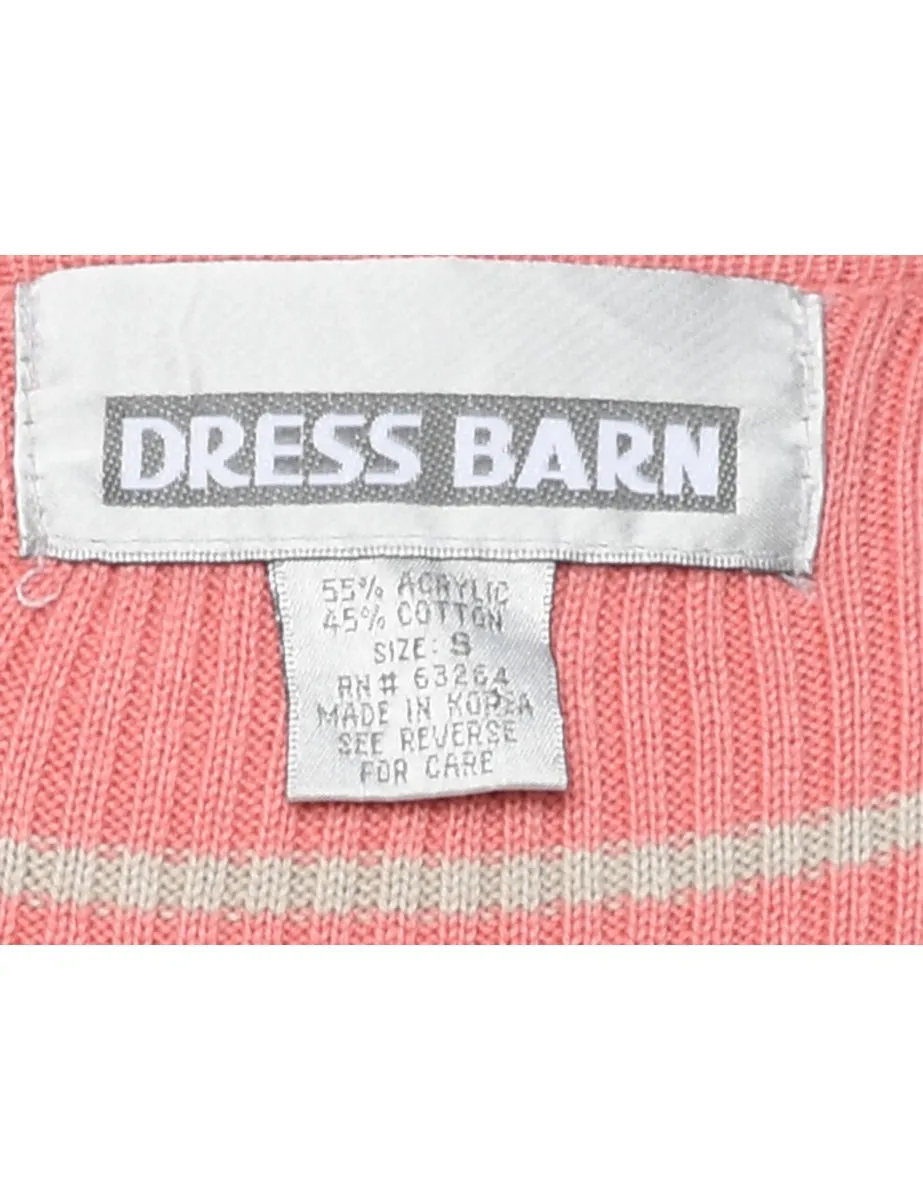 DRESS BARN
55% ACRYLIC
45% COTTON
SIZE: S
RN# 63264
MADE IN KOREA
SEE REVERSE
FOR CARE